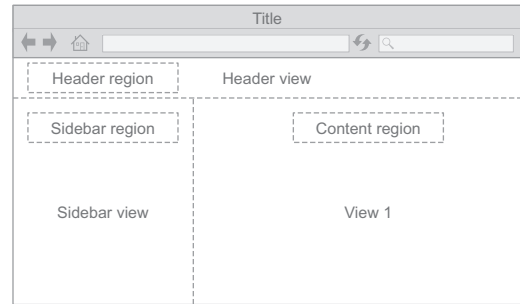 Title
Header region Header view
Sidebar region Content region
Sidebar view View 1